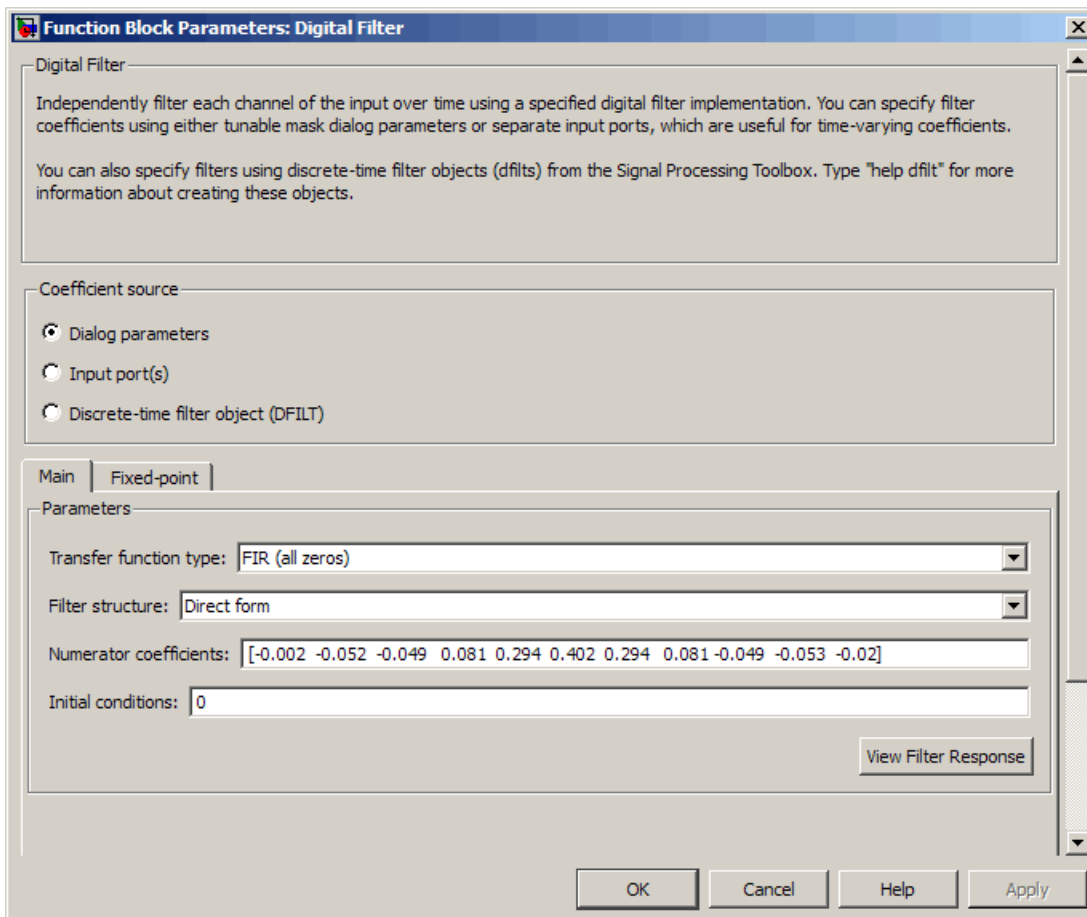 Function Block Parameters: Digital Filter
Digital Filter
Independently filter each channel of the input over time using a specified digital filter implementation. You can specify filter
coefficients using either tunable mask dialog parameters or separate input ports, which are useful for time-varying coefficients.
You can also specify filters using discrete-time filter objects (dfilts) from the Signal Processing Toolbox. Type "help dfilt" for more
information about creating these objects.
Coefficient source
Dialog parameters
Input port(s)
Discrete-time filter object (DFILT)
Main Fixed-point
Parameters
Transfer function type: FIR (all zeros)
Filter structure: Direct form
Numerator coefficients: [-0.002 -0.052 -0.049 0.081 0.294 0.402 0.294 0.081 -0.049 -0.053 -0.02]
Initial conditions: 0
View Filter Response
OK Cancel Help Apply